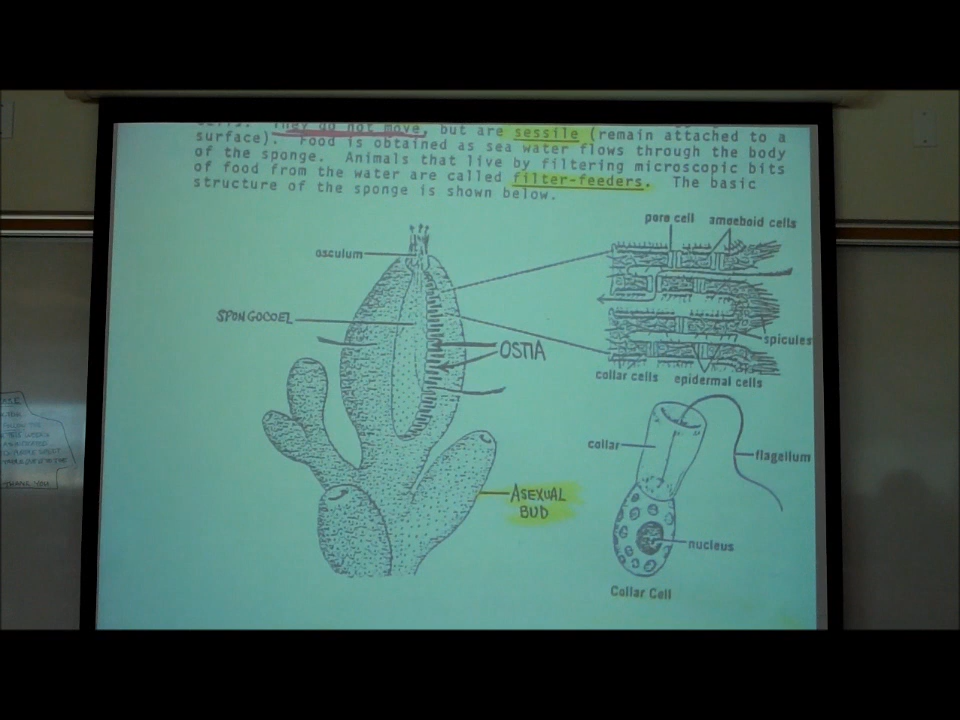 They do not move, but are sessile (remain attached to a
surface). Food is obtained as sea water flows through the body
of the sponge. Animals that live by filtering microscopic bits
of food from the water are called filter-feeders. The basic
structure of the sponge is shown below.
pore cell amoeboid cells
osculum
SPONGOCOEL
OSTIA
spicules
collar cells epidermal cells
collar
flagellum
ASEXUAL
BUD
nucleus
Collar Cell
THANK YOU